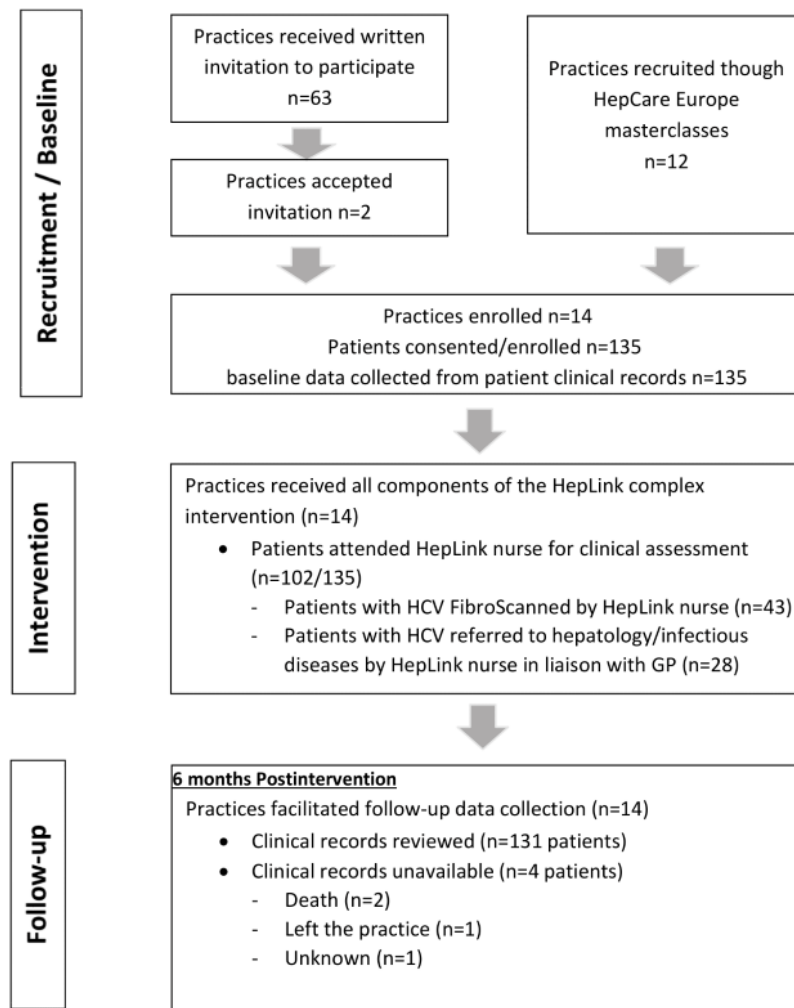 Recruitment / Baseline
Practices received written
invitation to participate
n=63
Practices recruited though
HepCare Europe
masterclasses
n=12
Practices accepted
invitation n=2
Practices enrolled n=14
Patients consented/enrolled n=135
baseline data collected from patient clinical records n=135
Intervention
Practices received all components of the HepLink complex
intervention (n=14)
• Patients attended HepLink nurse for clinical assessment
(n=102/135)
- Patients with HCV FibroScanned by HepLink nurse (n=43)
- Patients with HCV referred to hepatology/infectious
diseases by HepLink nurse in liaison with GP (n=28)
Follow-up
6 months Postintervention
Practices facilitated follow-up data collection (n=14)
• Clinical records reviewed (n=131 patients)
• Clinical records unavailable (n=4 patients)
- Death (n=2)
- Left the practice (n=1)
- Unknown (n=1)